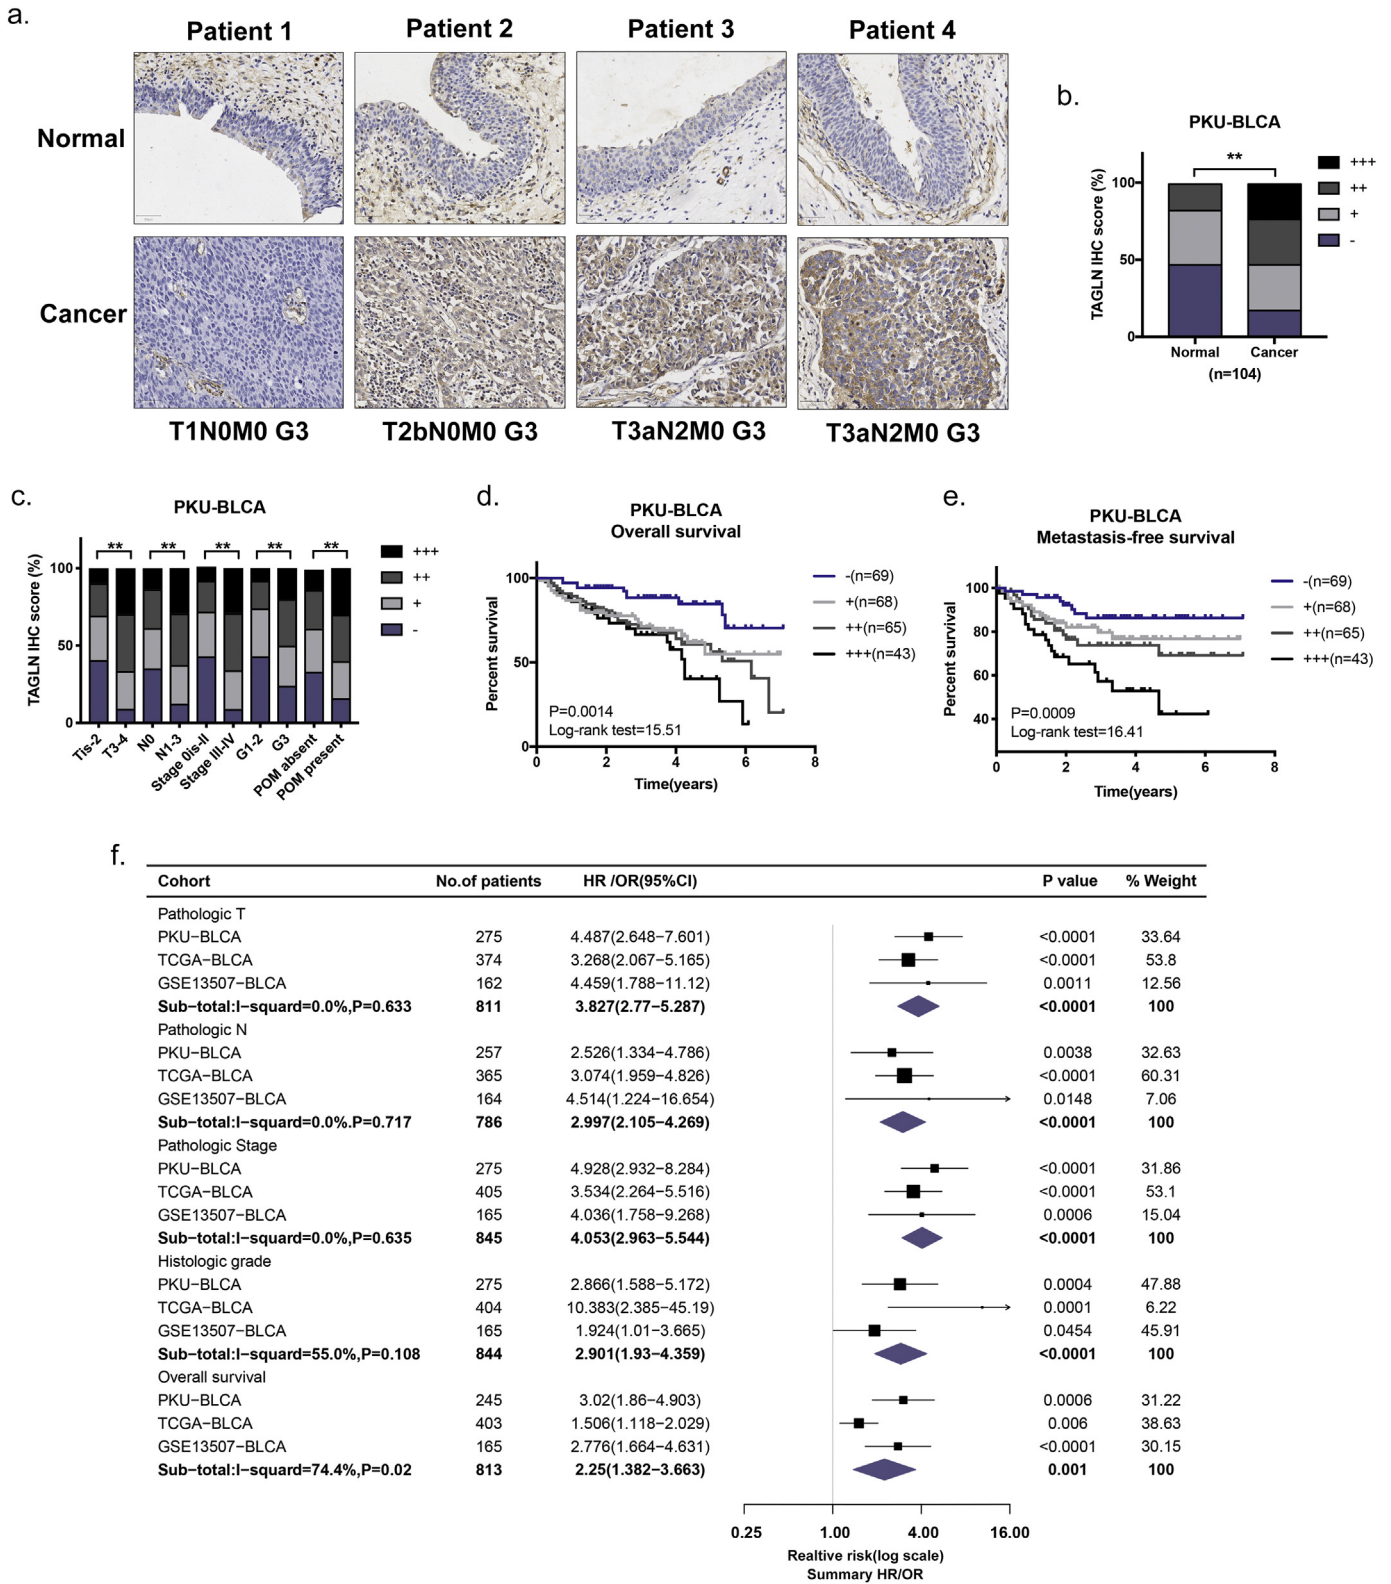 a.
Patient 1 Patient 2 Patient 3 Patient 4
Normal
Cancer
T1N0M0 G3 T2bN0M0 G3 T3aN2M0 G3 T3aN2M0 G3
b.
PKU-BLCA
**
TAGLN IHC score (%)
100
50
0
Normal Cancer
(n=104)
+++
++
+
-
c.
PKU-BLCA
** ** ** ** **
TAGLN IHC score (%)
100
50
0
Tis-2 T3-4 N0 N1-3 Stage 0is-II Stage III-IV G1-2 G3 POM absent POM present
+++
++
+
-
d.
PKU-BLCA
Overall survival
Percent survival
100
50
0
0 2 4 6 8
Time(years)
P=0.0014
Log-rank test=15.51
-(n=69)
+(n=68)
++(n=65)
+++(n=43)
e.
PKU-BLCA
Metastasis-free survival
Percent survival
100
80
60
40
0 2 4 6 8
Time(years)
P=0.0009
Log-rank test=16.41
-(n=69)
+(n=68)
++(n=65)
+++(n=43)
f.
Cohort No.of patients HR /OR(95%CI) P value % Weight
Pathologic T
PKU−BLCA 275 4.487(2.648−7.601) <0.0001 33.64
TCGA−BLCA 374 3.268(2.067−5.165) <0.0001 53.8
GSE13507−BLCA 162 4.459(1.788−11.12) 0.0011 12.56
Sub−total:I−squard=0.0%,P=0.633 811 3.827(2.77−5.287) <0.0001 100
Pathologic N
PKU−BLCA 257 2.526(1.334−4.786) 0.0038 32.63
TCGA−BLCA 365 3.074(1.959−4.826) <0.0001 60.31
GSE13507−BLCA 164 4.514(1.224−16.654) 0.0148 7.06
Sub−total:I−squard=0.0%.P=0.717 786 2.997(2.105−4.269) <0.0001 100
Pathologic Stage
PKU−BLCA 275 4.928(2.932−8.284) <0.0001 31.86
TCGA−BLCA 405 3.534(2.264−5.516) <0.0001 53.1
GSE13507−BLCA 165 4.036(1.758−9.268) 0.0006 15.04
Sub−total:I−squard=0.0%,P=0.635 845 4.053(2.963−5.544) <0.0001 100
Histologic grade
PKU−BLCA 275 2.866(1.588−5.172) 0.0004 47.88
TCGA−BLCA 404 10.383(2.385−45.19) 0.0001 6.22
GSE13507−BLCA 165 1.924(1.01−3.665) 0.0454 45.91
Sub−total:I−squard=55.0%,P=0.108 844 2.901(1.93−4.359) <0.0001 100
Overall survival
PKU−BLCA 245 3.02(1.86−4.903) 0.0006 31.22
TCGA−BLCA 403 1.506(1.118−2.029) 0.006 38.63
GSE13507−BLCA 165 2.776(1.664−4.631) <0.0001 30.15
Sub−total:I−squard=74.4%,P=0.02 813 2.25(1.382−3.663) 0.001 100
0.25 1.00 4.00 16.00
Realtive risk(log scale)
Summary HR/OR